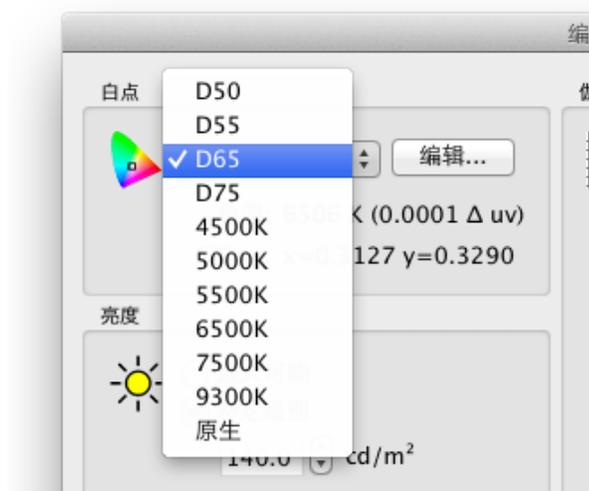 编
白点
D50
D55
✓ D65
编辑...
D75
6506 K (0.0001 Δ uv)
4500K
5000K
x=0.3127 y=0.3290
5500K
亮度
6500K
7500K
9300K
原生
140.0 cd/m²